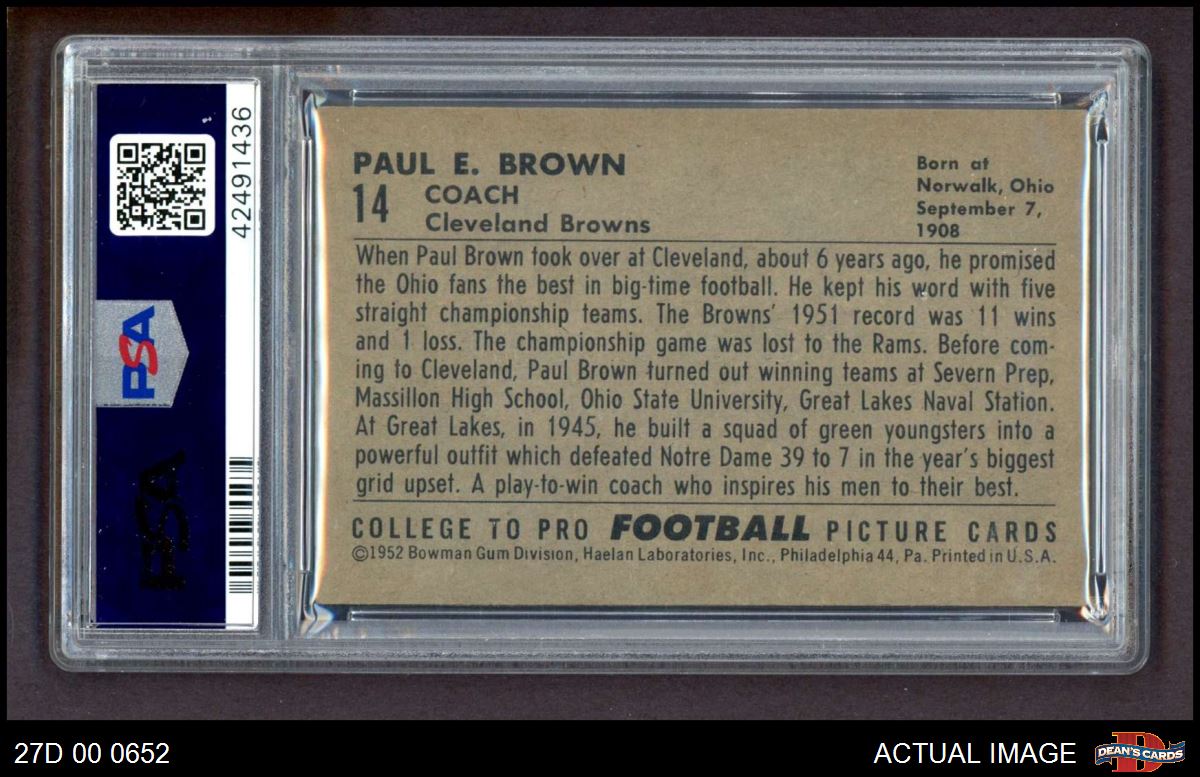 42491436
PSA
PSA
PAUL E. BROWN
14 COACH
Cleveland Browns
Born at
Norwalk, Ohio
September 7,
1908
When Paul Brown took over at Cleveland, about 6 years ago, he promised
the Ohio fans the best in big-time football. He kept his word with five
straight championship teams. The Browns' 1951 record was 11 wins
and 1 loss. The championship game was lost to the Rams. Before com-
ing to Cleveland, Paul Brown turned out winning teams at Severn Prep,
Massillon High School, Ohio State University, Great Lakes Naval Station.
At Great Lakes, in 1945, he built a squad of green youngsters into a
powerful outfit which defeated Notre Dame 39 to 7 in the year's biggest
grid upset. A play-to-win coach who inspires his men to their best.
COLLEGE TO PRO FOOTBALL PICTURE CARDS
©1952 Bowman Gum Division, Haelan Laboratories, Inc., Philadelphia 44, Pa. Printed in U.S.A.
27D 00 0652
ACTUAL IMAGE
D
DEAN'S CARDS